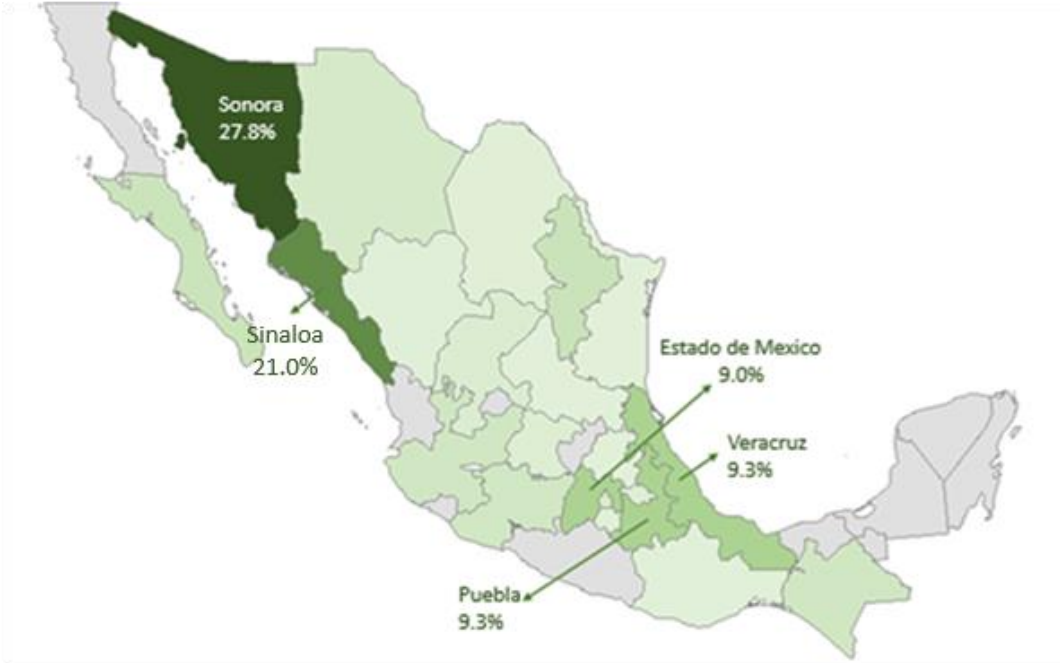 Sonora
27.8%
Sinaloa
21.0%
Estado de Mexico
9.0%
Veracruz
9.3%
Puebla
9.3%